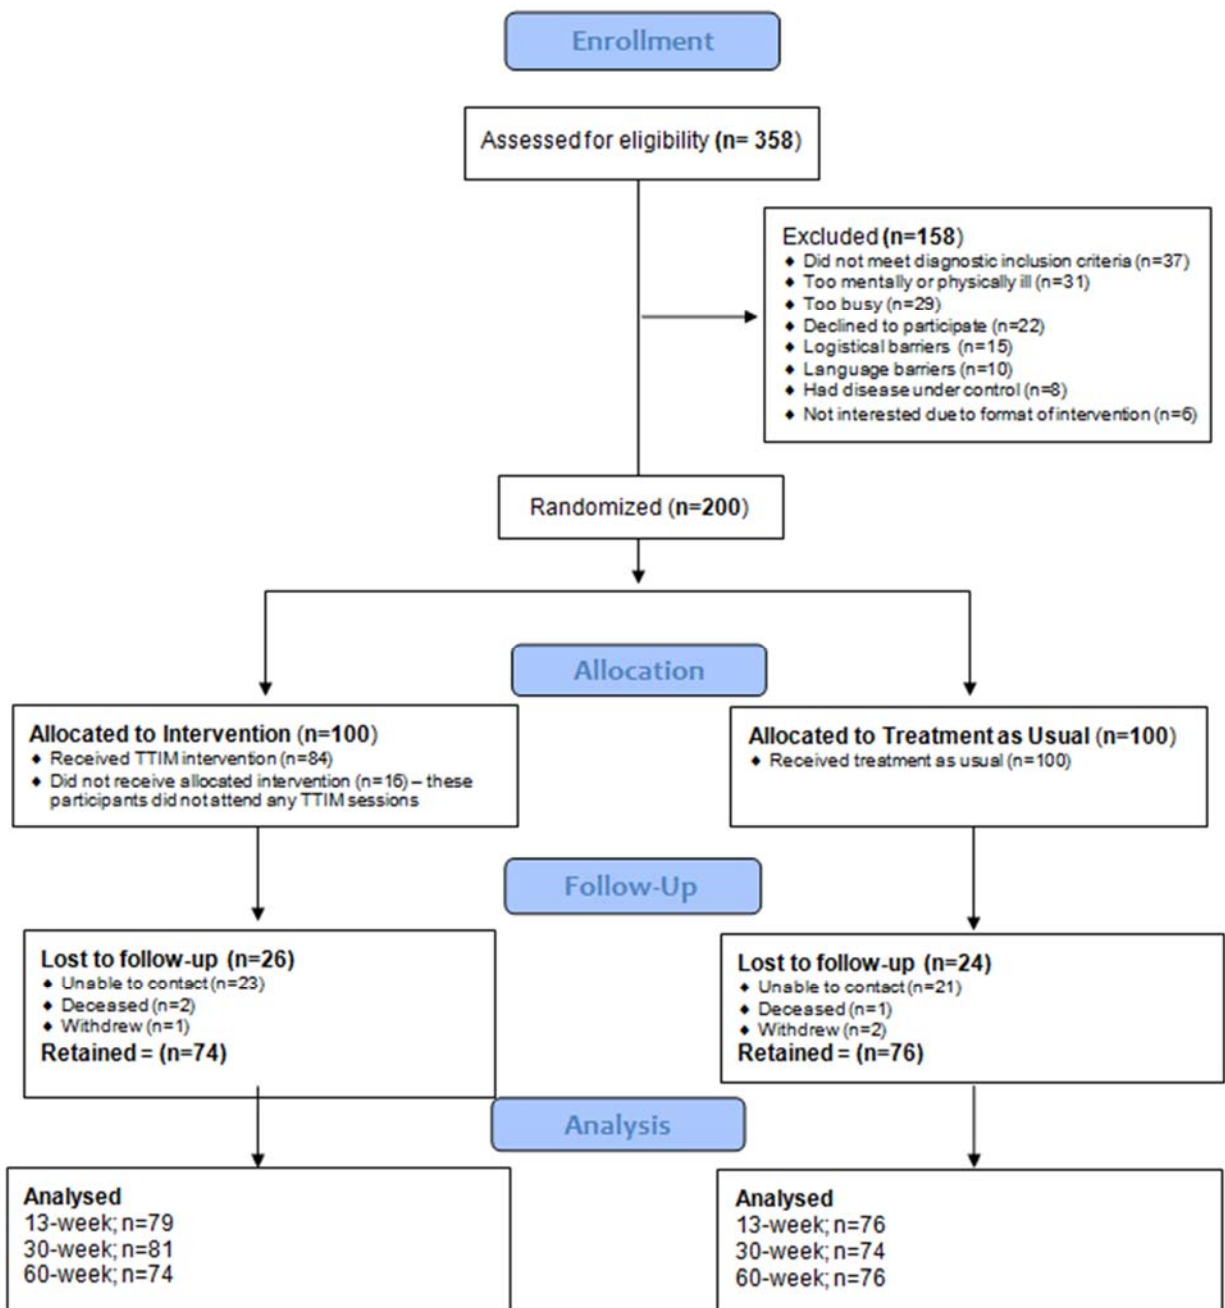 Enrollment
Assessed for eligibility (n= 358)
Excluded (n=158)
◆ Did not meet diagnostic inclusion criteria (n=37)
◆ Too mentally or physically ill (n=31)
◆ Too busy (n=29)
◆ Declined to participate (n=22)
◆ Logistical barriers (n=15)
◆ Language barriers (n=10)
◆ Had disease under control (n=8)
◆ Not interested due to format of intervention (n=6)
Randomized (n=200)
Allocation
Allocated to Intervention (n=100)
◆ Received TTIM intervention (n=84)
◆ Did not receive allocated intervention (n=16) – these
participants did not attend any TTIM sessions
Allocated to Treatment as Usual (n=100)
◆ Received treatment as usual (n=100)
Follow-Up
Lost to follow-up (n=26)
◆ Unable to contact (n=23)
◆ Deceased (n=2)
◆ Withdrew (n=1)
Retained = (n=74)
Lost to follow-up (n=24)
◆ Unable to contact (n=21)
◆ Deceased (n=1)
◆ Withdrew (n=2)
Retained = (n=76)
Analysis
Analysed
13-week; n=79
30-week; n=81
60-week; n=74
Analysed
13-week; n=76
30-week; n=74
60-week; n=76